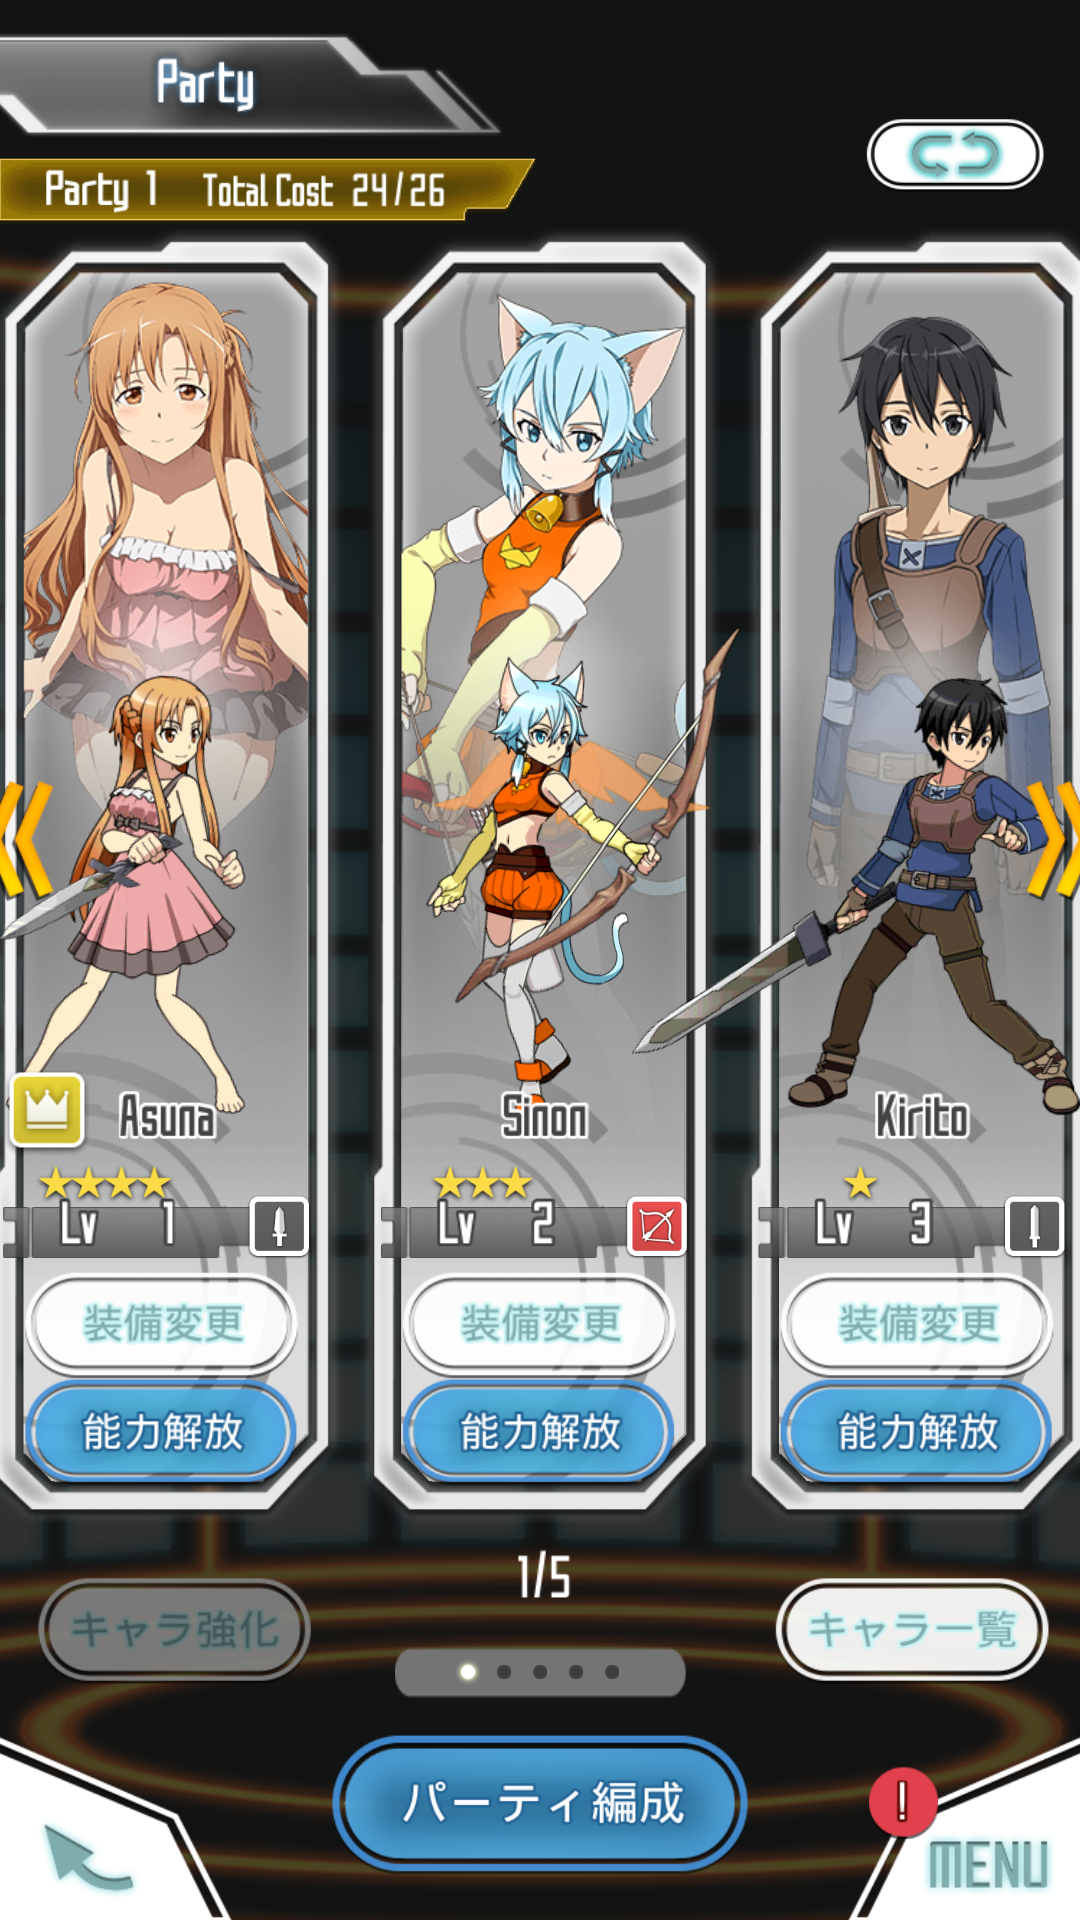 Party
Party 1 Total Cost 24/26
Asuna Sinon Kirito
Lv 1 Lv 2 Lv 3
装備変更 装備変更 装備変更
能力解放 能力解放 能力解放
1/5
キャラ強化 キャラ一覧
パーティ編成
!
MENU